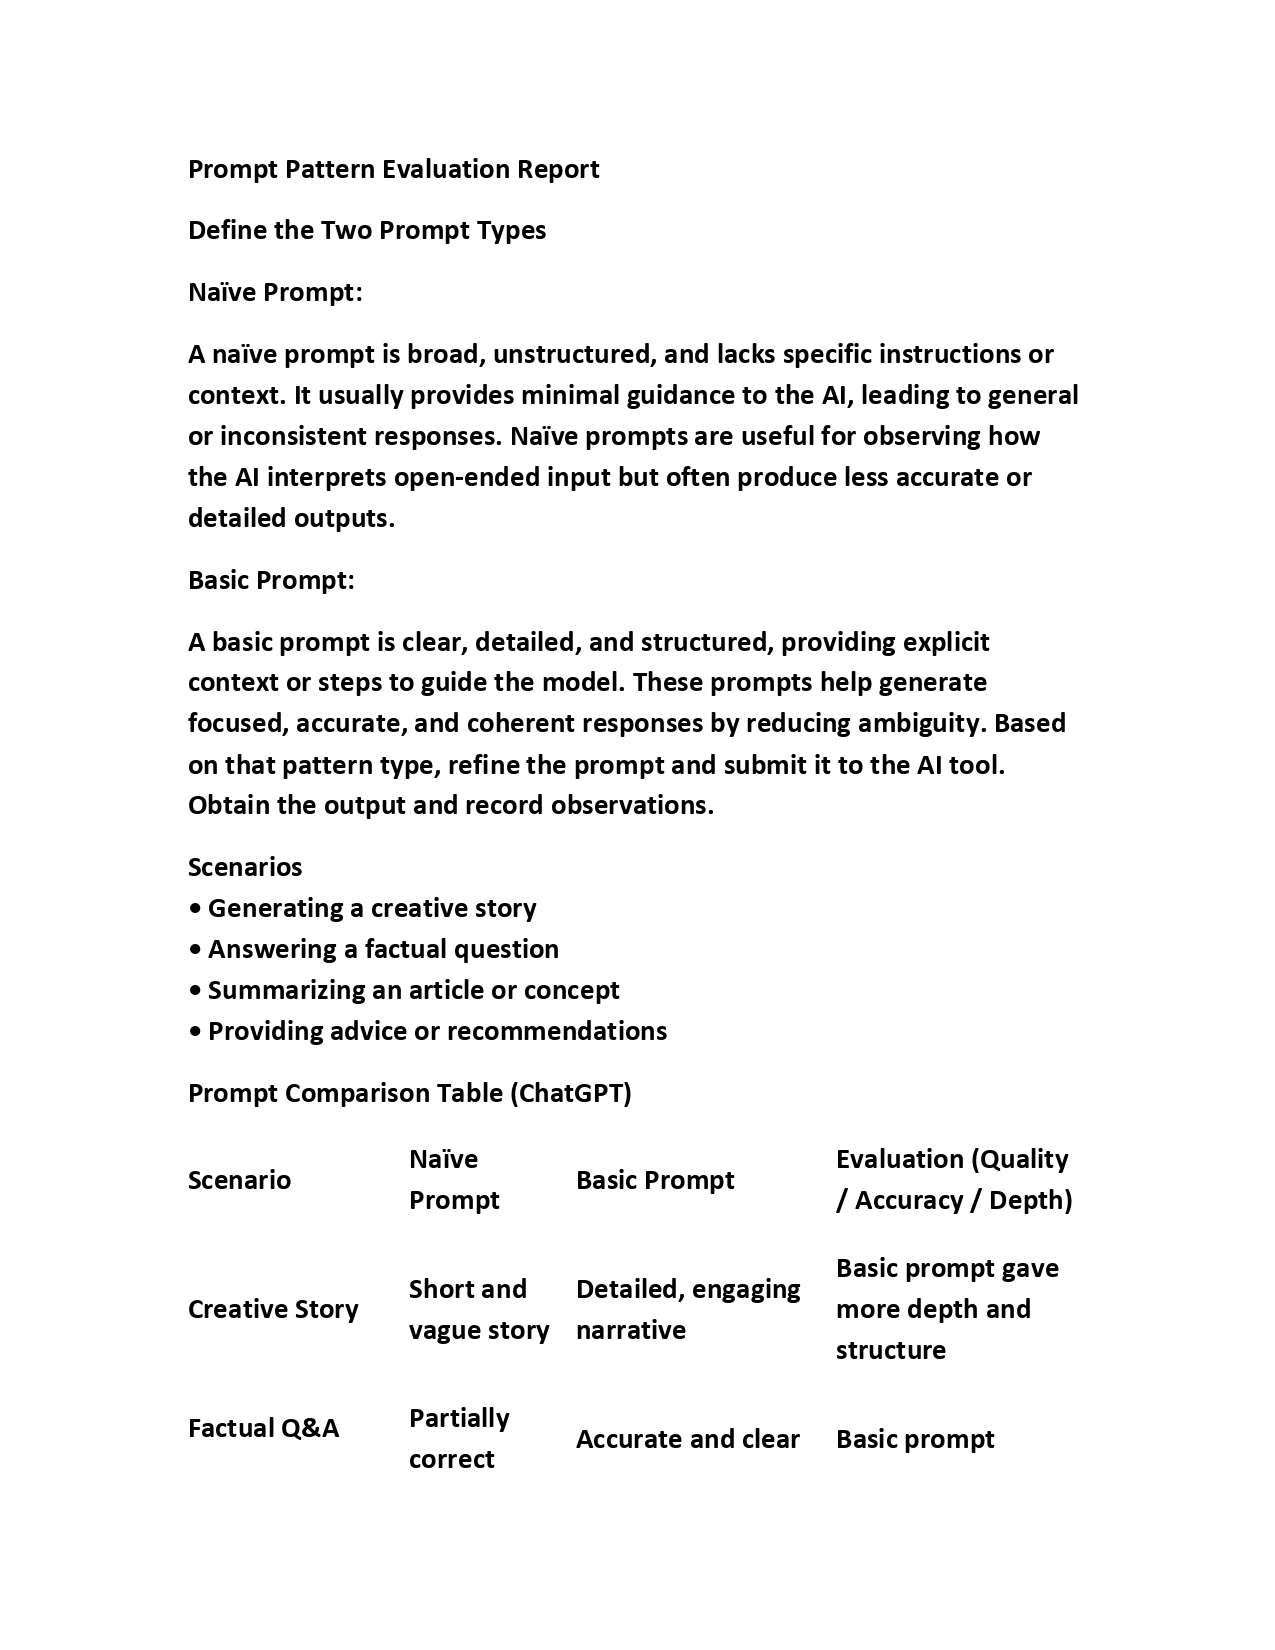 Prompt Pattern Evaluation Report
Define the Two Prompt Types
Naïve Prompt:
A naïve prompt is broad, unstructured, and lacks specific instructions or
context. It usually provides minimal guidance to the AI, leading to general
or inconsistent responses. Naïve prompts are useful for observing how
the AI interprets open-ended input but often produce less accurate or
detailed outputs.
Basic Prompt:
A basic prompt is clear, detailed, and structured, providing explicit
context or steps to guide the model. These prompts help generate
focused, accurate, and coherent responses by reducing ambiguity. Based
on that pattern type, refine the prompt and submit it to the AI tool.
Obtain the output and record observations.
Scenarios
• Generating a creative story
• Answering a factual question
• Summarizing an article or concept
• Providing advice or recommendations
Prompt Comparison Table (ChatGPT)
Scenario
Naïve
Prompt
Basic Prompt
Evaluation (Quality
/ Accuracy / Depth)
Creative Story
Short and
vague story
Detailed, engaging
narrative
Basic prompt gave
more depth and
structure
Factual Q&A
Partially
correct
Accurate and clear
Basic prompt